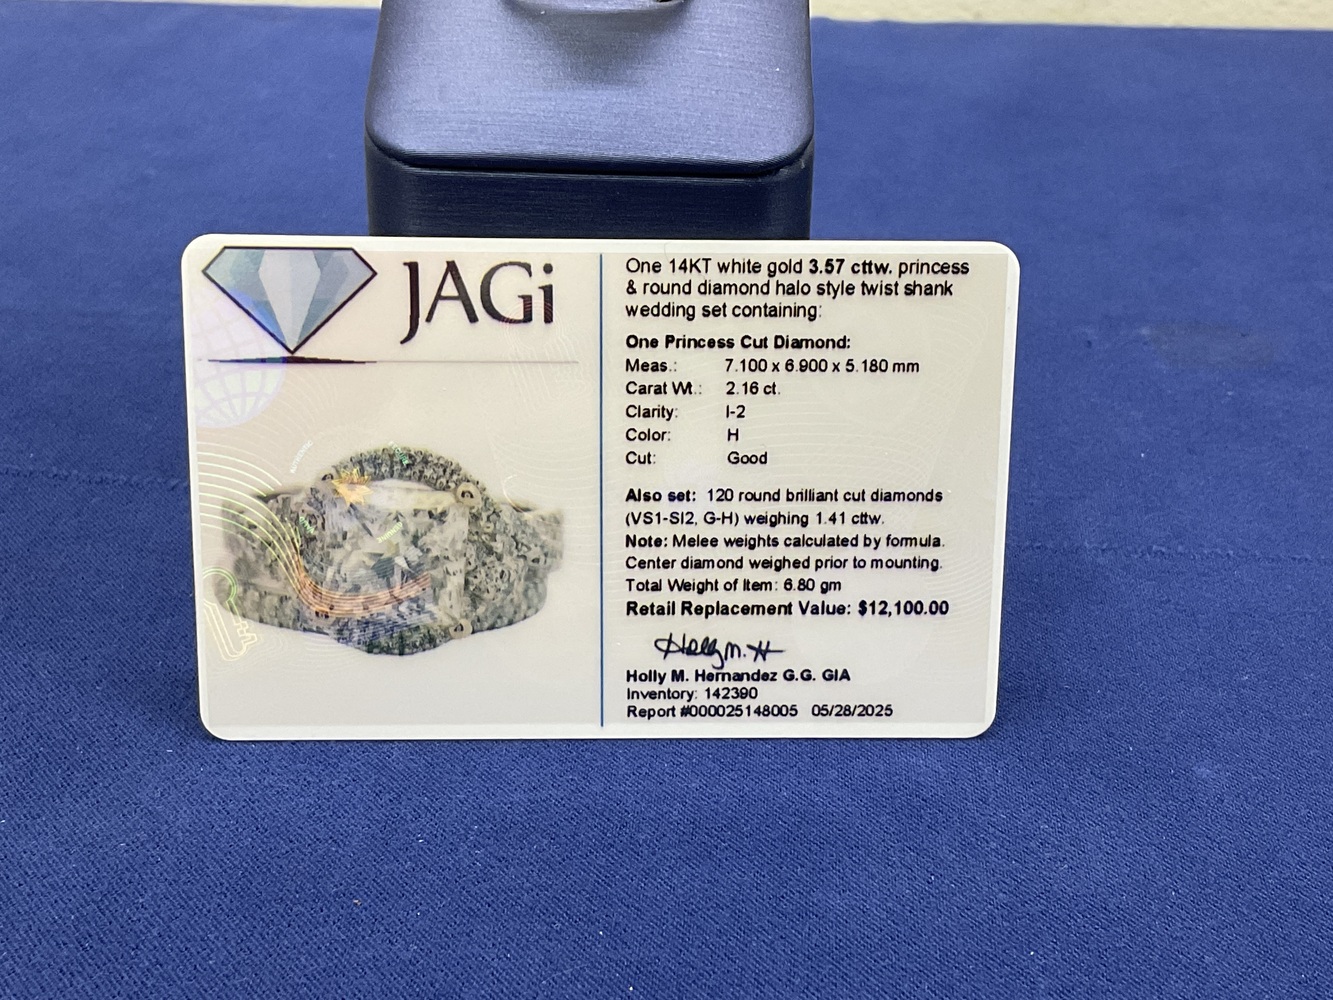 JAGi
One 14KT white gold 3.57 cttw. princess
& round diamond halo style twist shank
wedding set containing:
One Princess Cut Diamond:
Meas.: 7.100 x 6.900 x 5.180 mm
Carat Wt.: 2.16 ct.
Clarity: I-2
Color: H
Cut: Good
Also set: 120 round brilliant cut diamonds
(VS1-SI2, G-H) weighing 1.41 cttw.
Note: Melee weights calculated by formula.
Center diamond weighed prior to mounting.
Total Weight of Item: 6.80 gm
Retail Replacement Value: $12,100.00
Holly M. H
Holly M. Hernandez G.G. GIA
Inventory: 142390
Report #000025148005 05/28/2025